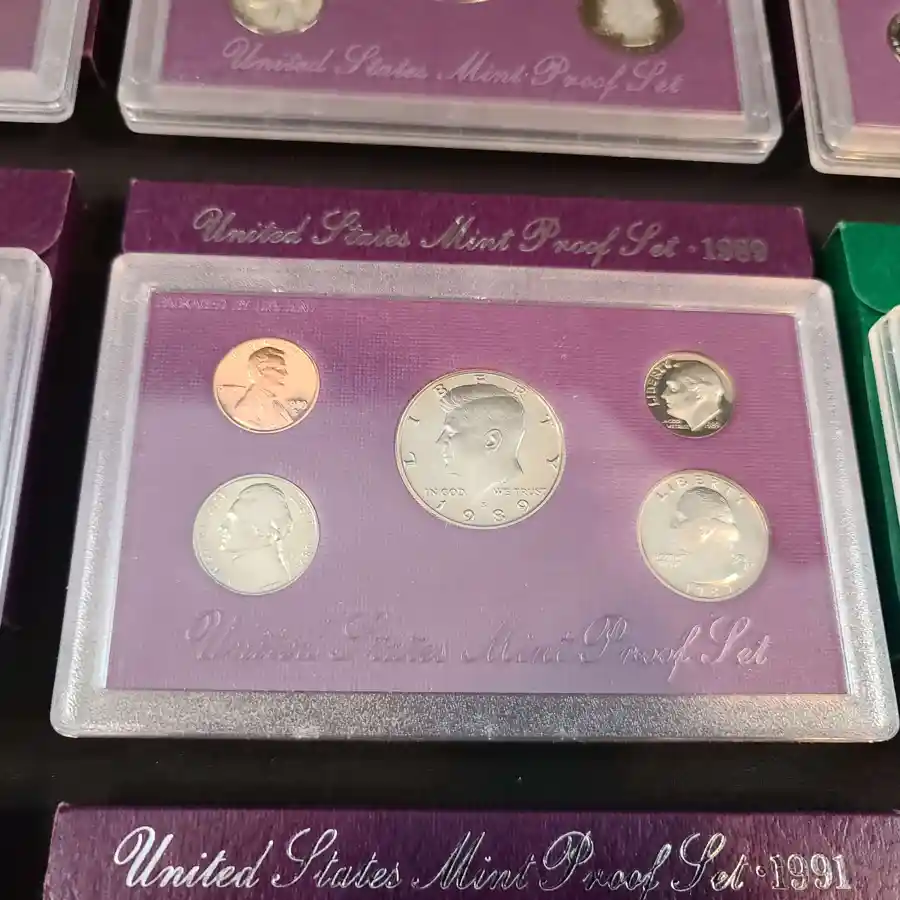 United States Mint Proof Set
United States Mint Proof Set · 1989
LIBERTY
IN GOD WE TRUST
1989
1989
LIBERTY
LIBERTY
United States Mint Proof Set
United States Mint Proof Set · 1991